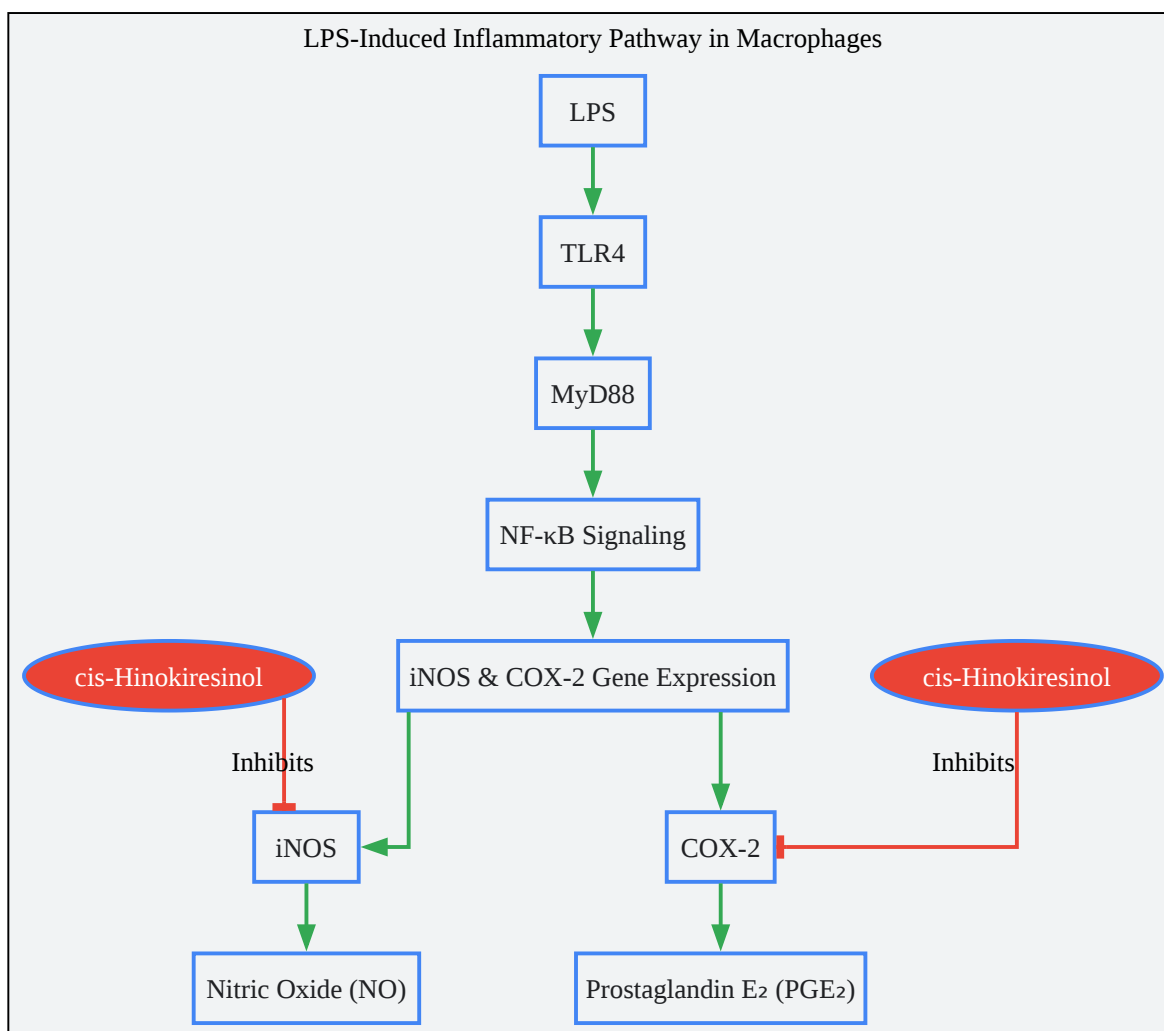 LPS-Induced Inflammatory Pathway in Macrophages
LPS
TLR4
MyD88
NF-κB Signaling
cis-Hinokiresinol
iNOS & COX-2 Gene Expression
cis-Hinokiresinol
Inhibits
Inhibits
iNOS
COX-2
Nitric Oxide (NO)
Prostaglandin E₂ (PGE₂)